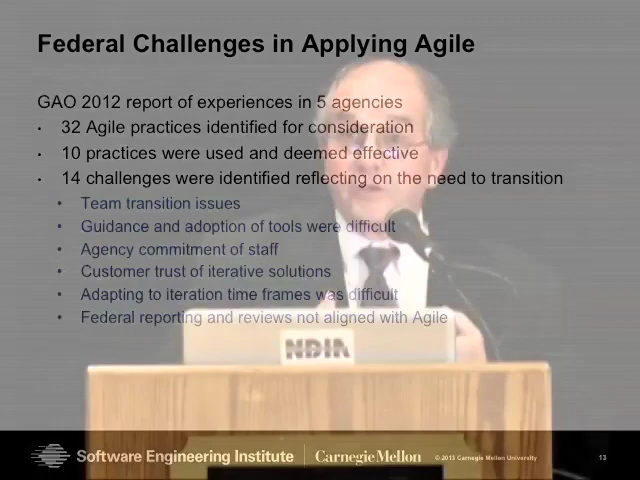 Federal Challenges in Applying Agile
GAO 2012 report of experiences in 5 agencies
• 32 Agile practices identified for consideration
• 10 practices were used and deemed effective
• 14 challenges were identified reflecting on the need to transition
• Team transition issues
• Guidance and adoption of tools were difficult
• Agency commitment of staff
• Customer trust of iterative solutions
• Adapting to iteration time frames was difficult
• Federal reporting and reviews not aligned with Agile
NDIA
Software Engineering Institute | Carnegie Mellon © 2013 Carnegie Mellon University 13